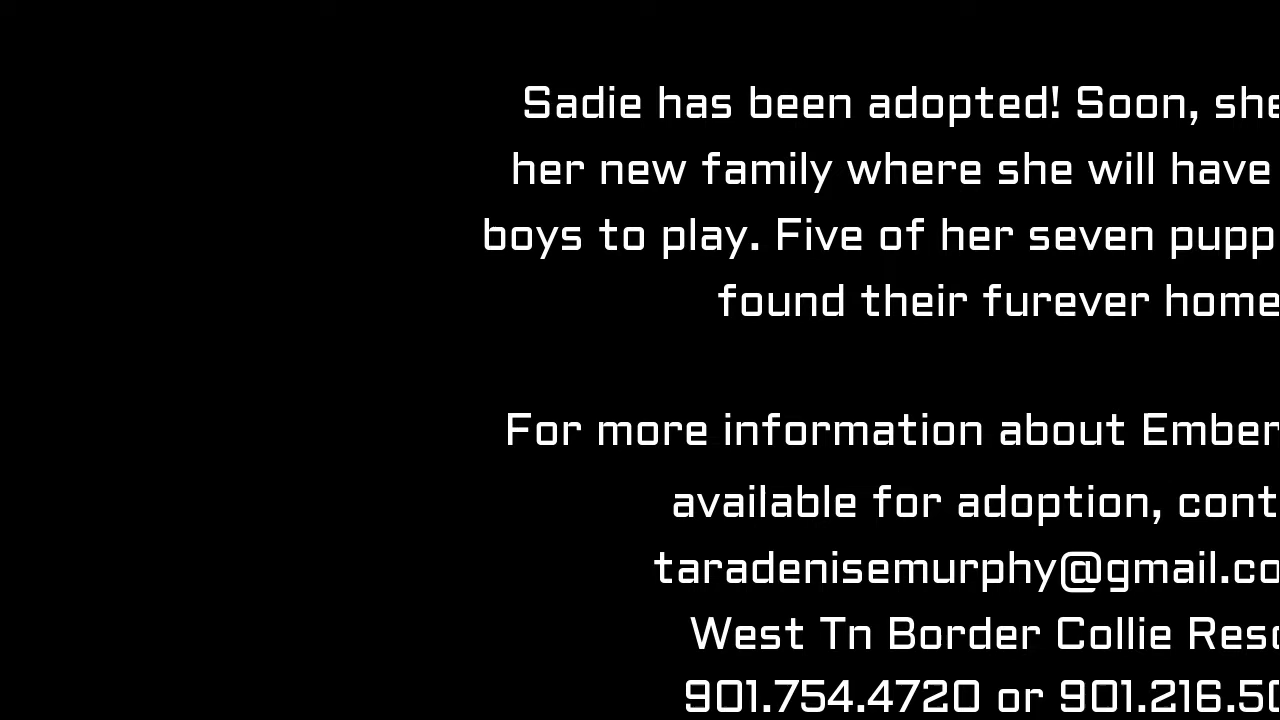 Sadie has been adopted! Soon, she
her new family where she will have
boys to play. Five of her seven pupp
found their furever home
For more information about Ember
available for adoption, cont
taradenisemurphy@gmail.co
West Tn Border Collie Resc
901.754.4720 or 901.216.50